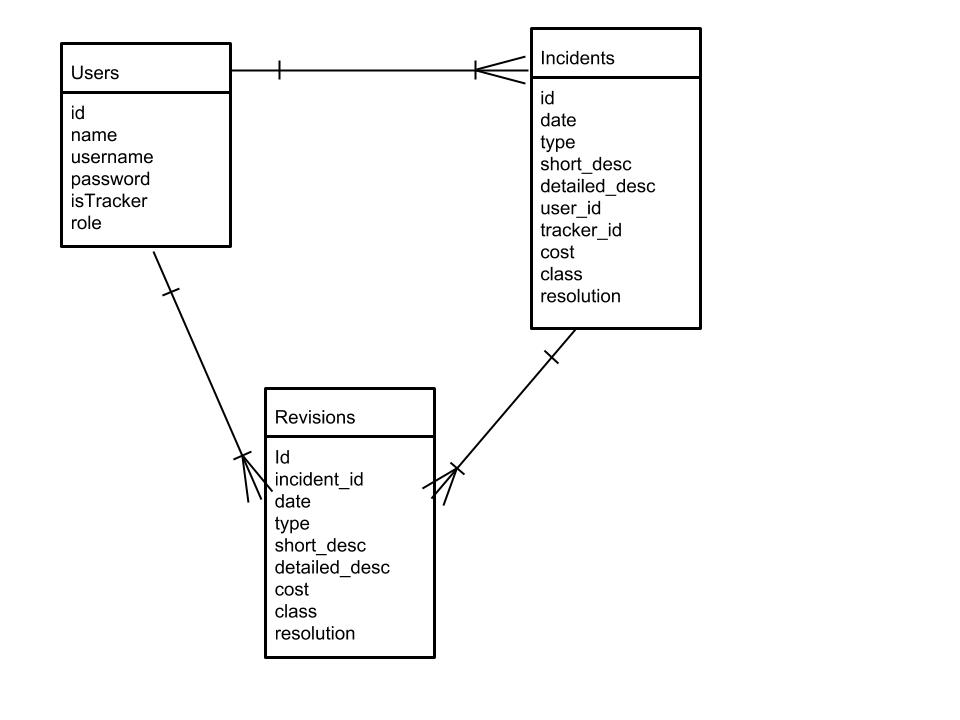 Users
id
name
username
password
isTracker
role
Incidents
id
date
type
short_desc
detailed_desc
user_id
tracker_id
cost
class
resolution
Revisions
Id
incident_id
date
type
short_desc
detailed_desc
cost
class
resolution